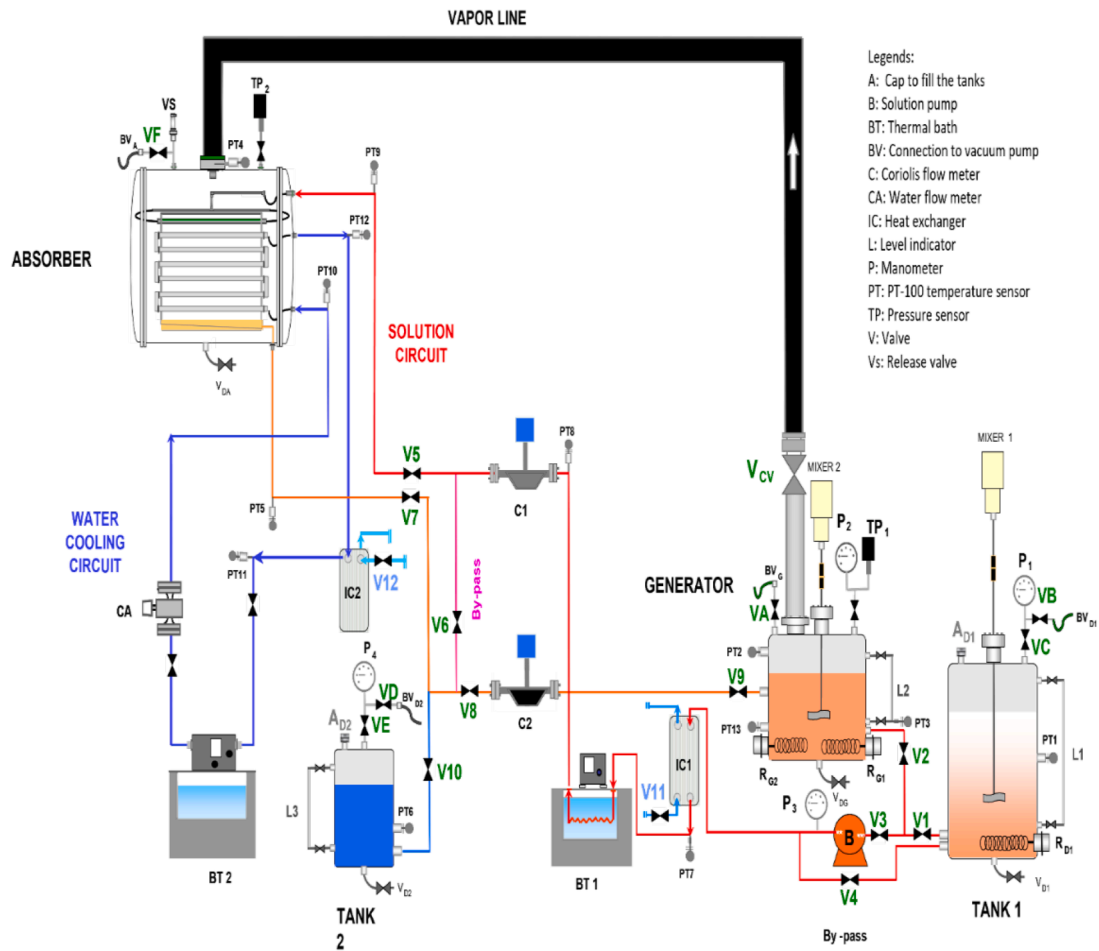 VAPOR LINE
Legends:
A: Cap to fill the tanks
B: Solution pump
BT: Thermal bath
BV: Connection to vacuum pump
C: Coriolis flow meter
CA: Water flow meter
IC: Heat exchanger
L: Level indicator
P: Manometer
PT: PT-100 temperature sensor
TP: Pressure sensor
V: Valve
Vs: Release valve
TP2
VS
BVA
VF
PT4
PT9
PT12
ABSORBER
PT10
SOLUTION
CIRCUIT
VDA
MIXER 1
PT8
V5
VCV
MIXER 2
C1
V7
PT5
WATER
COOLING
CIRCUIT
P2
TP1
PT11
V12
IC2
By-pass
GENERATOR
BVG
VA
P1
VB
BVD1
CA
V6
AD1
VC
P4
VD
BVD2
AD2
VE
V9
PT2
L2
V8
C2
PT13
PT3
PT1
L1
IC1
V10
RG2
RG1
V2
V11
VDG
P3
L3
PT6
V3
V1
B
RD1
PT7
V4
BT 2
VD2
BT 1
VD1
TANK
2
TANK 1
By -pass